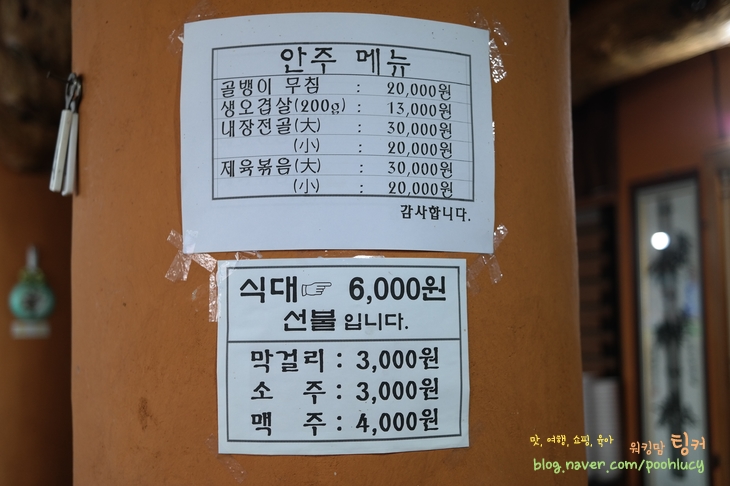 안주 메뉴
골뱅이 무침 : 20,000원
생오겹살(200g) : 13,000원
내장전골(大) : 30,000원
(小) : 20,000원
제육볶음(大) : 30,000원
(小) : 20,000원
감사합니다.
식대☞ 6,000원
선불입니다.
막걸리 : 3,000원
소 주 : 3,000원
맥 주 : 4,000원
맛, 여행, 쇼핑, 육아 워킹맘 팅커
blog.naver.com/poohlucy